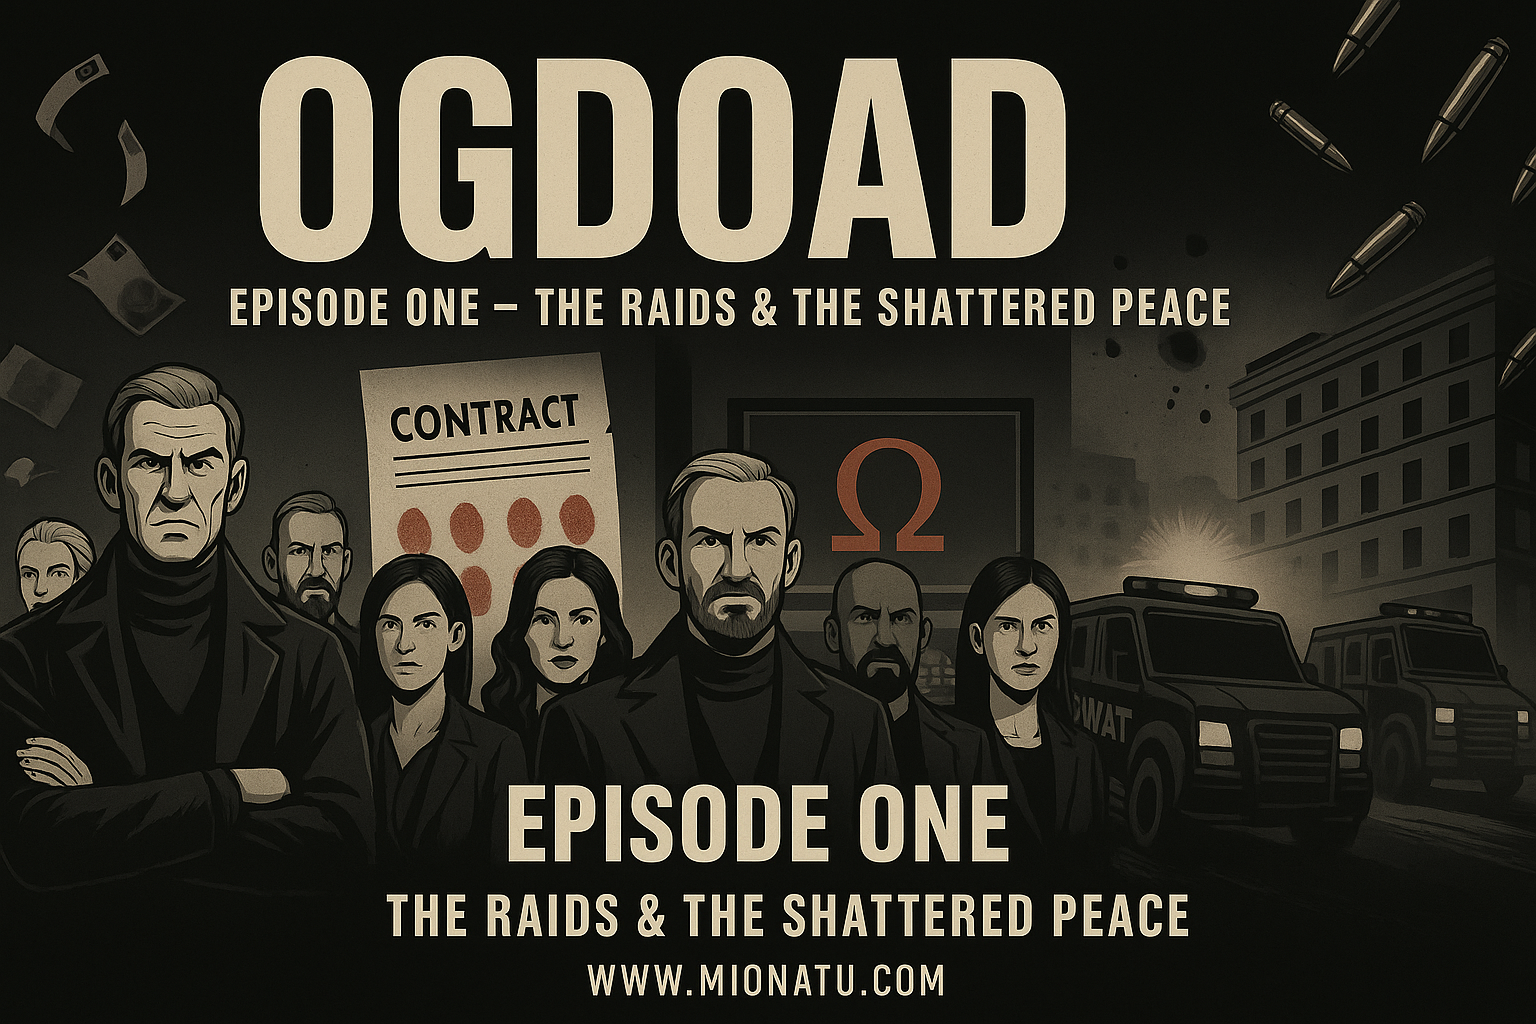 OGDOAD
EPISODE ONE – THE RAIDS & THE SHATTERED PEACE
CONTRACT
Ω
SWAT
EPISODE ONE
THE RAIDS & THE SHATTERED PEACE
WWW.MIONATU.COM